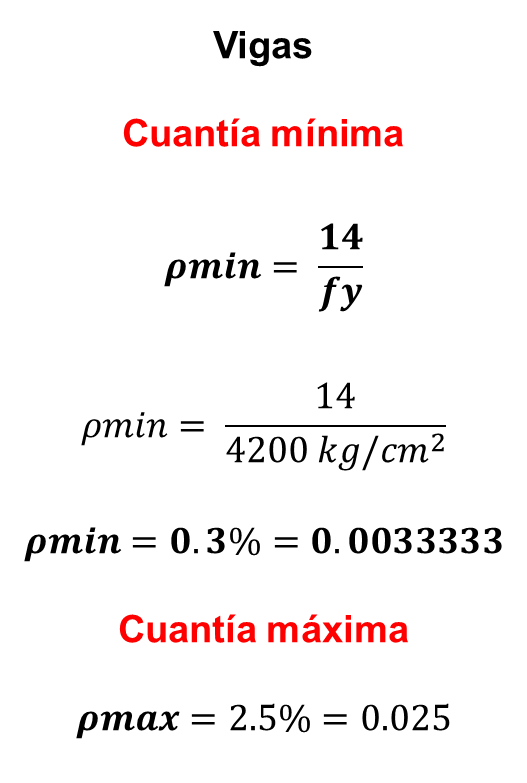 Vigas
Cuantía mínima
ρmin = 14/fy
ρmin = 14/4200 kg/cm²
ρmin = 0.3% = 0.0033333
Cuantía máxima
ρmax = 2.5% = 0.025